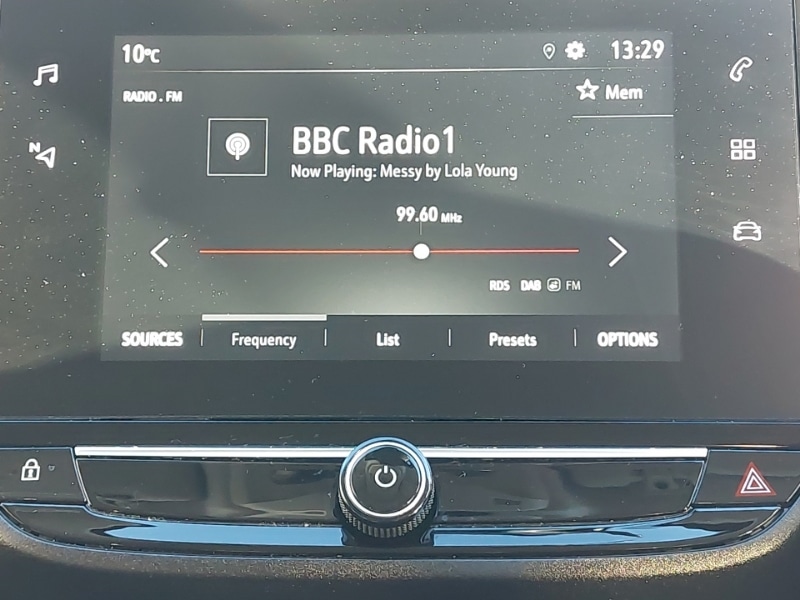 10°C 13:29
RADIO . FM
Mem
BBC Radio1
Now Playing: Messy by Lola Young
99.60 MHz
N
RDS DAB FM
SOURCES Frequency List Presets OPTIONS